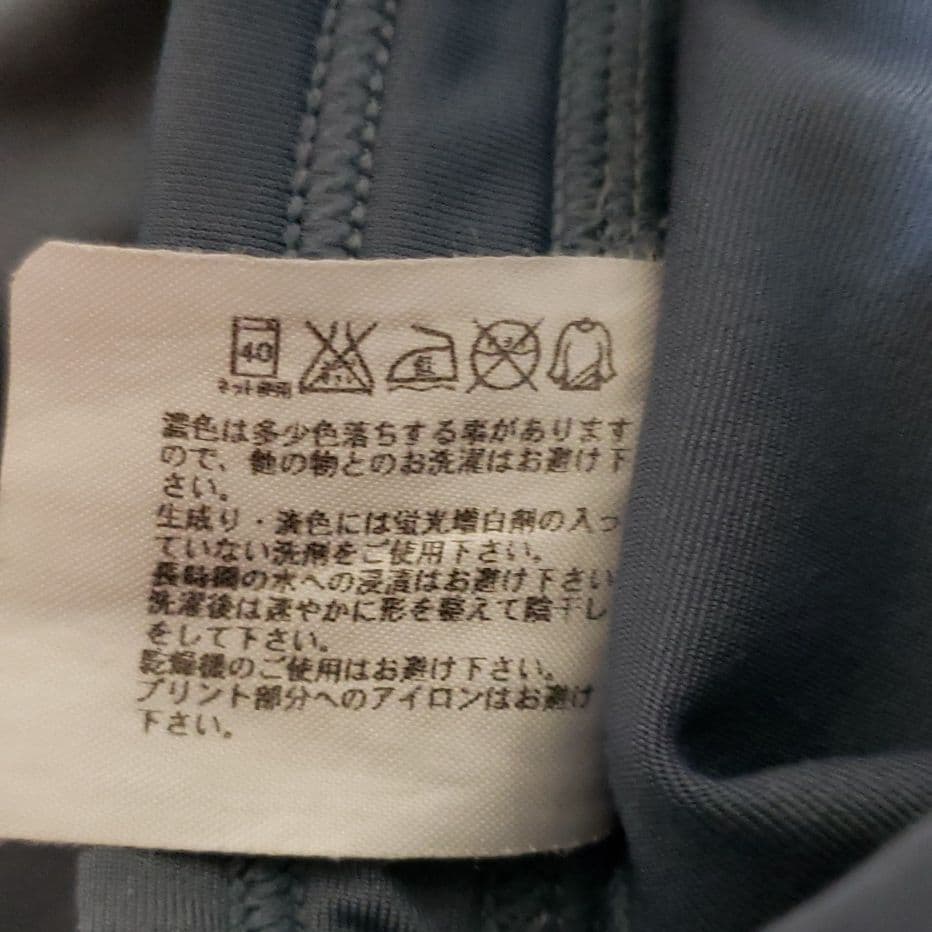 40
ネット使用
濃色は多少色落ちする事があります
ので、他の物とのお洗濯はお避け下
さい。
生成り・淡色には蛍光増白剤の入っ
ていない洗剤をご使用下さい。
長時間の水への浸漬はお避け下さい
洗濯後は速やかに形を整えて陰干し
をして下さい。
乾燥機のご使用はお避け下さい。
プリント部分へのアイロンはお避け
下さい。